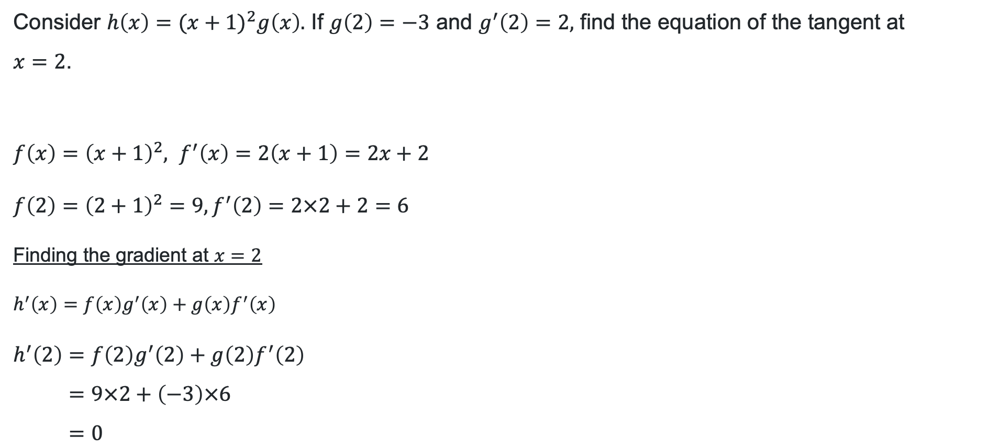 Consider h(x) = (x + 1)²g(x). If g(2) = −3 and g′(2) = 2, find the equation of the tangent at
x = 2.
f(x) = (x + 1)², f′(x) = 2(x + 1) = 2x + 2
f(2) = (2 + 1)² = 9, f′(2) = 2×2 + 2 = 6
Finding the gradient at x = 2
h′(x) = f(x)g′(x) + g(x)f′(x)
h′(2) = f(2)g′(2) + g(2)f′(2)
= 9×2 + (−3)×6
= 0